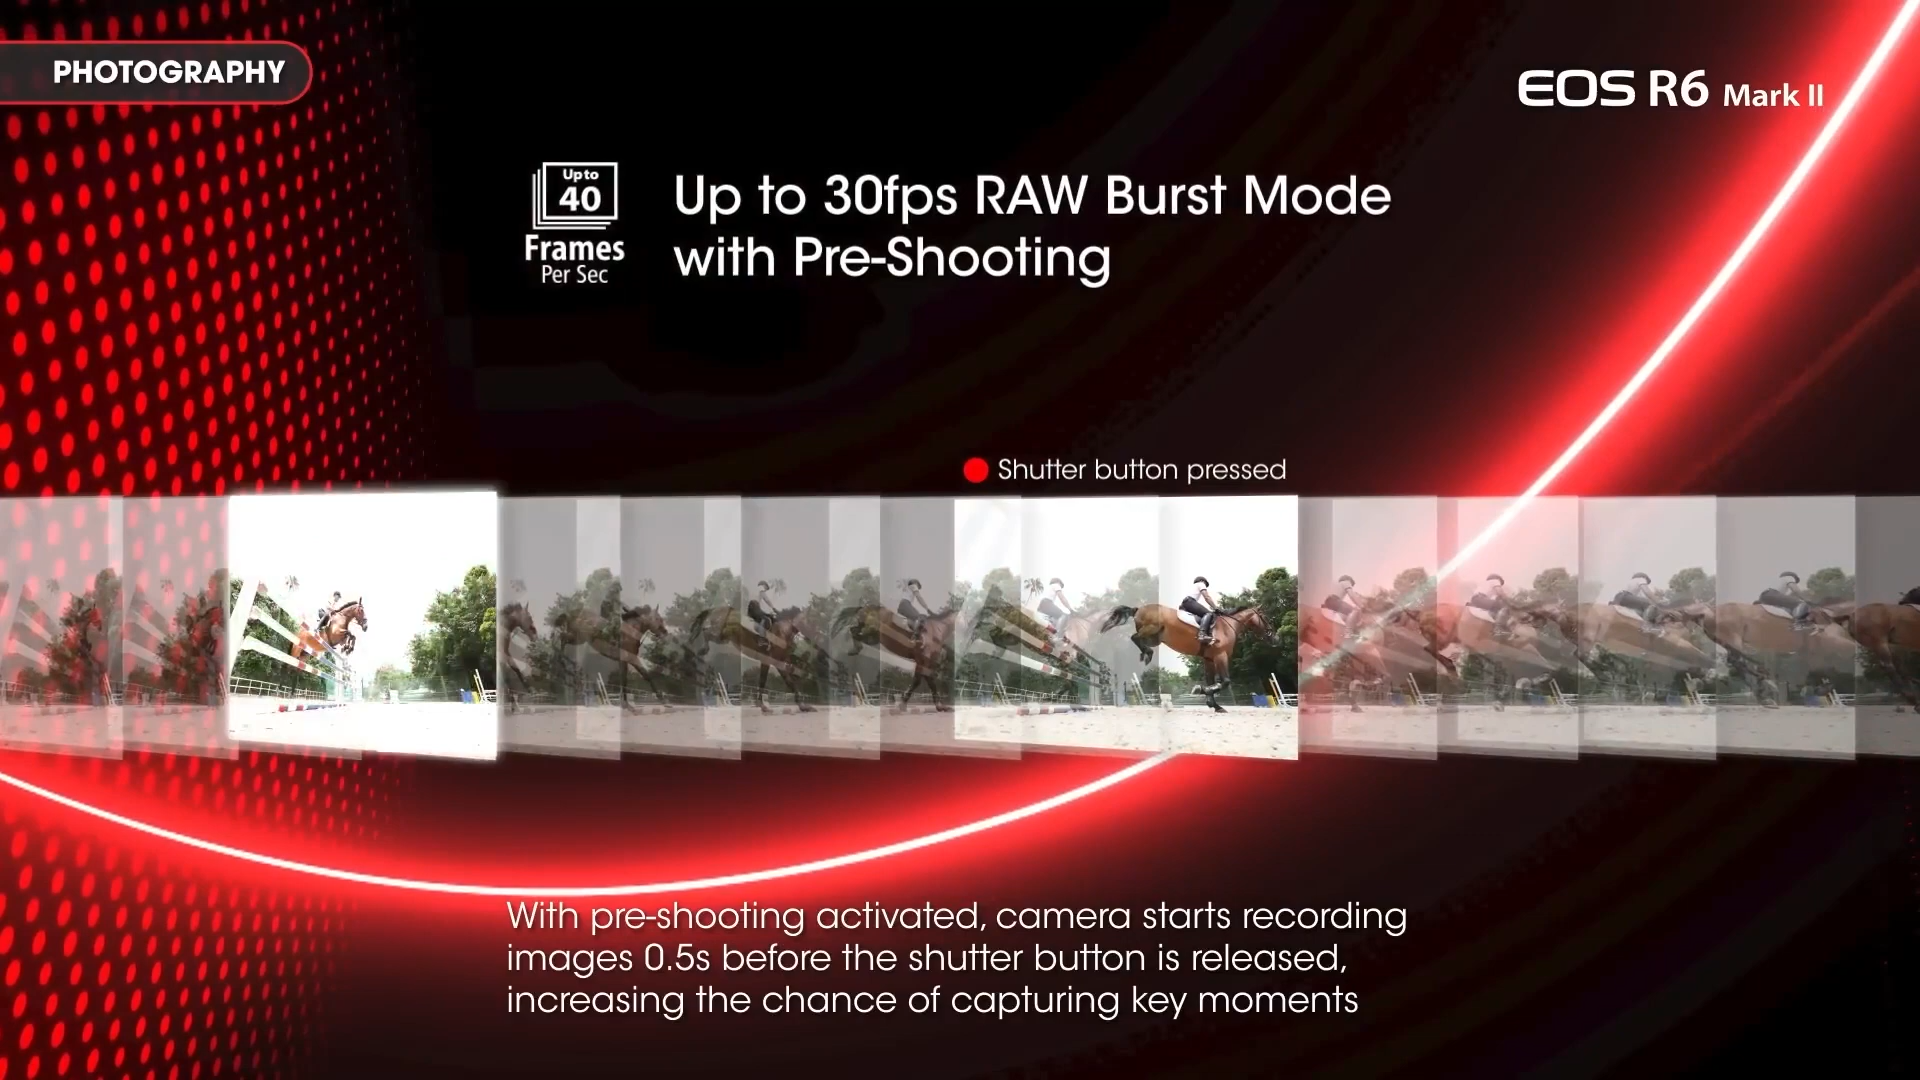 PHOTOGRAPHY
EOS R6 Mark II
Up to
40
Frames
Per Sec
Up to 30fps RAW Burst Mode
with Pre-Shooting
Shutter button pressed
With pre-shooting activated, camera starts recording
images 0.5s before the shutter button is released,
increasing the chance of capturing key moments